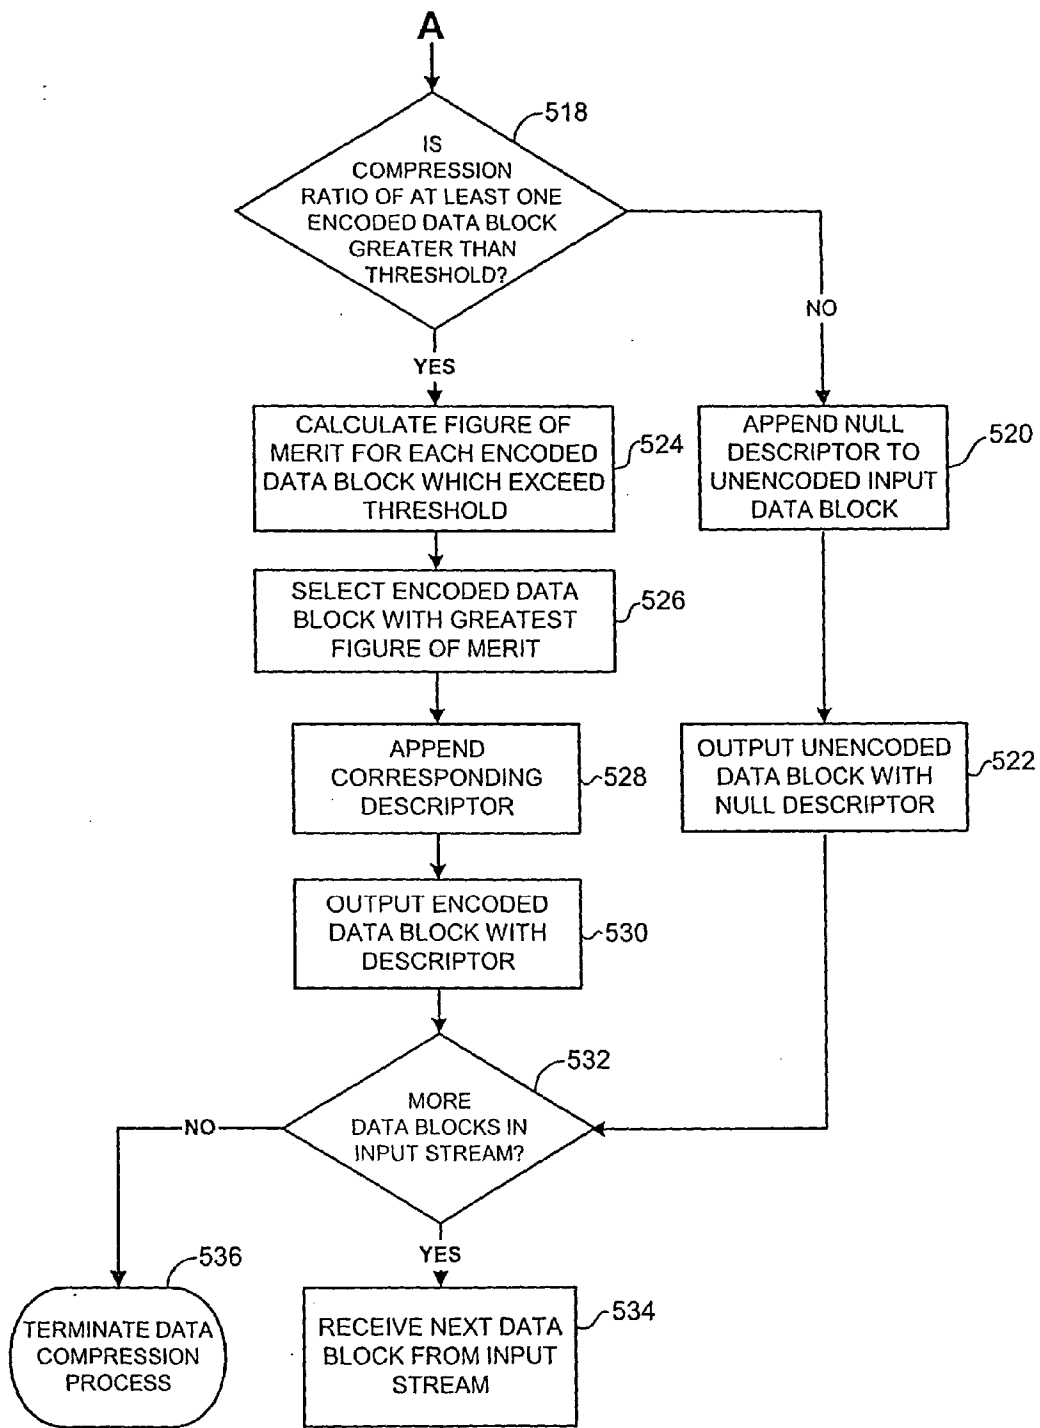 A
518
IS
COMPRESSION
RATIO OF AT LEAST ONE
ENCODED DATA BLOCK
GREATER THAN
THRESHOLD?
NO
YES
CALCULATE FIGURE OF
MERIT FOR EACH ENCODED
DATA BLOCK WHICH EXCEED
THRESHOLD
524
APPEND NULL
DESCRIPTOR TO
UNENCODED INPUT
DATA BLOCK
520
SELECT ENCODED DATA
BLOCK WITH GREATEST
FIGURE OF MERIT
526
APPEND
CORRESPONDING
DESCRIPTOR
528
OUTPUT UNENCODED
DATA BLOCK WITH
NULL DESCRIPTOR
522
OUTPUT ENCODED
DATA BLOCK WITH
DESCRIPTOR
530
532
MORE
DATA BLOCKS IN
INPUT STREAM?
NO
YES
536
TERMINATE DATA
COMPRESSION
PROCESS
RECEIVE NEXT DATA
BLOCK FROM INPUT
STREAM
534